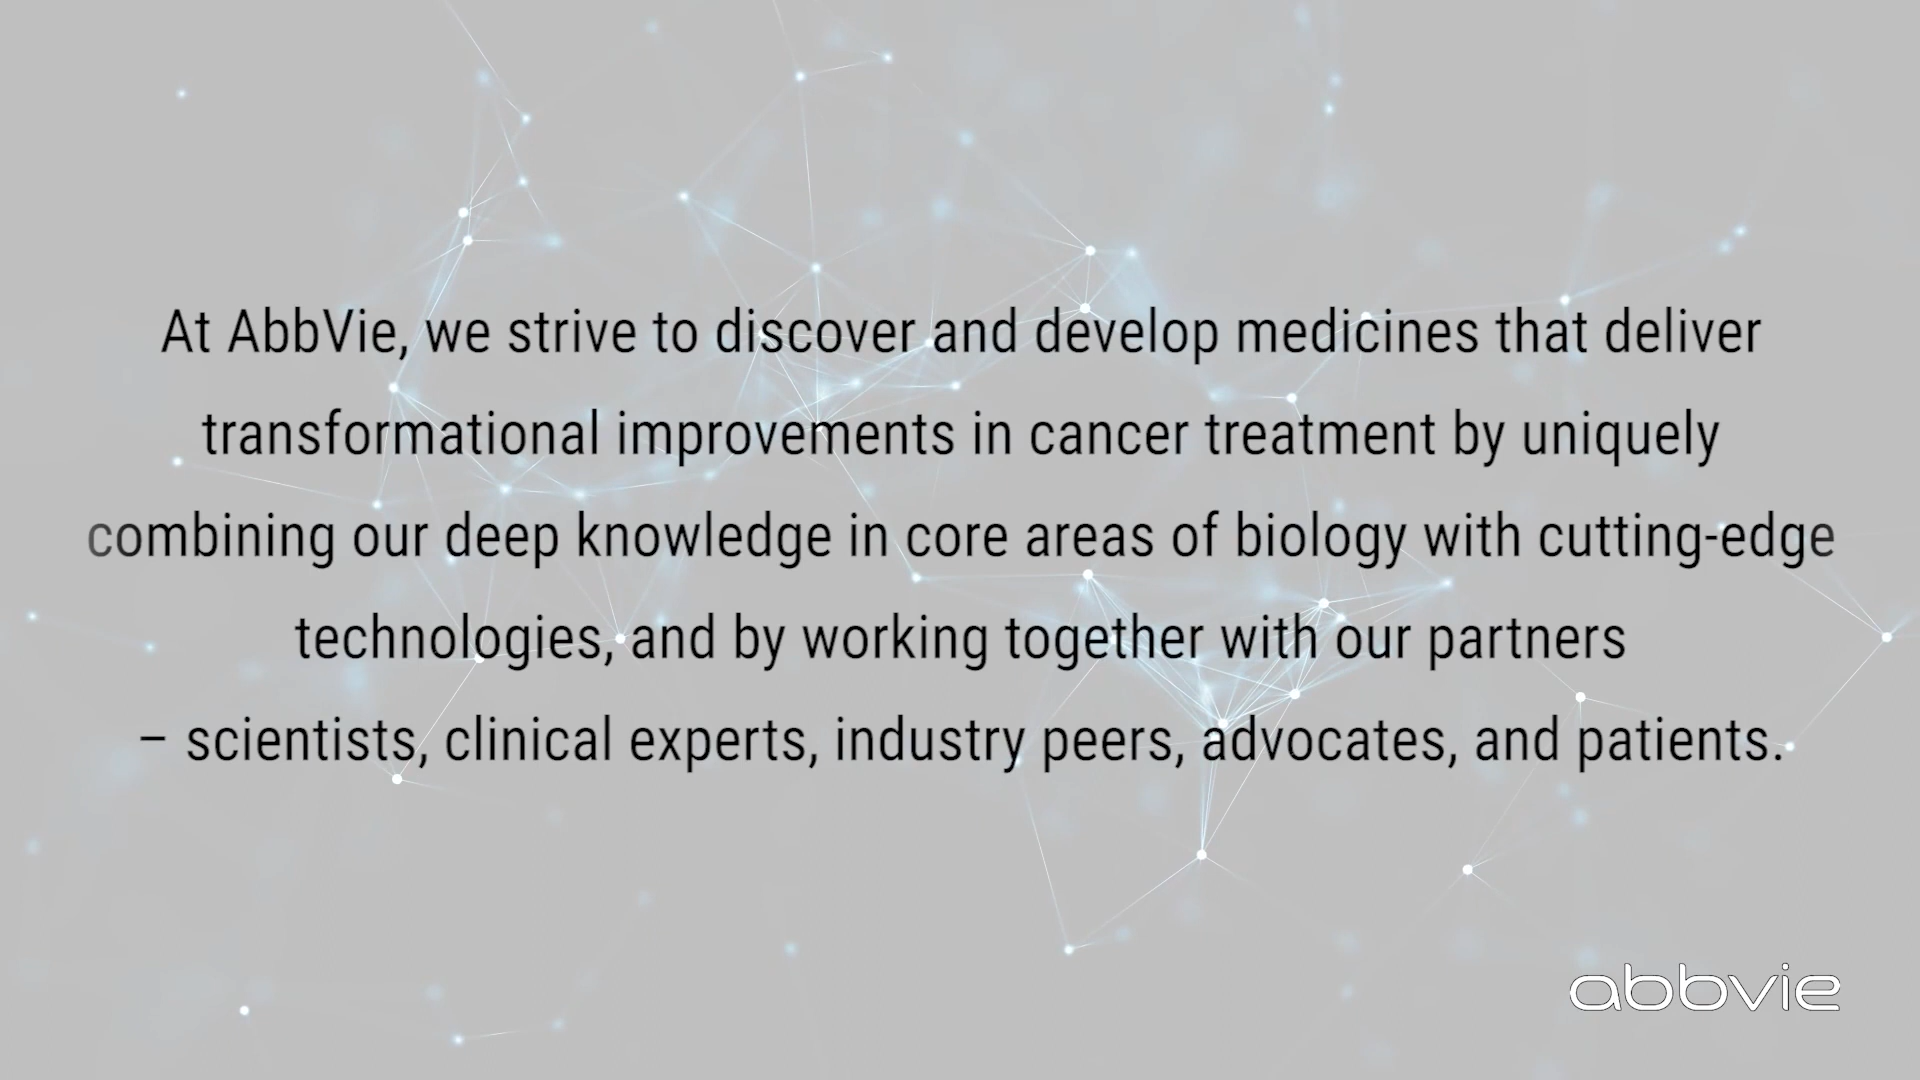 At AbbVie, we strive to discover and develop medicines that deliver
transformational improvements in cancer treatment by uniquely
combining our deep knowledge in core areas of biology with cutting-edge
technologies, and by working together with our partners
– scientists, clinical experts, industry peers, advocates, and patients.
abbvie